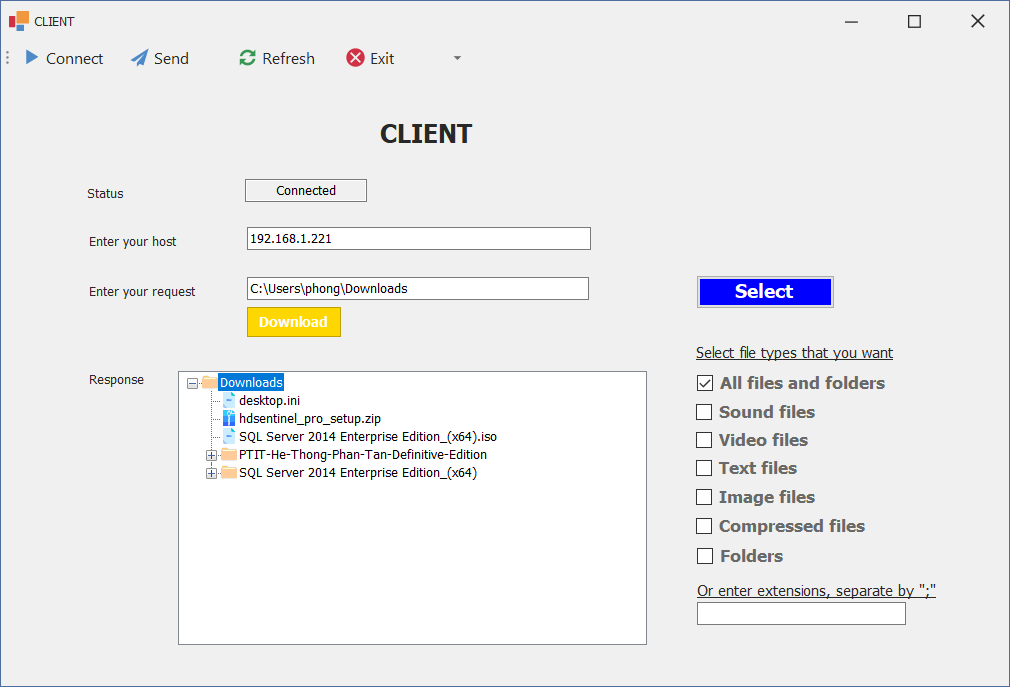 CLIENT
Connect Send Refresh Exit
CLIENT
Status Connected
Enter your host 192.168.1.221
Enter your request C:\Users\phong\Downloads
Download
Select
Response
Downloads
desktop.ini
hdsentinel_pro_setup.zip
SQL Server 2014 Enterprise Edition_(x64).iso
PTIT-He-Thong-Phan-Tan-Definitive-Edition
SQL Server 2014 Enterprise Edition_(x64)
Select file types that you want
All files and folders
Sound files
Video files
Text files
Image files
Compressed files
Folders
Or enter extensions, separate by ";"